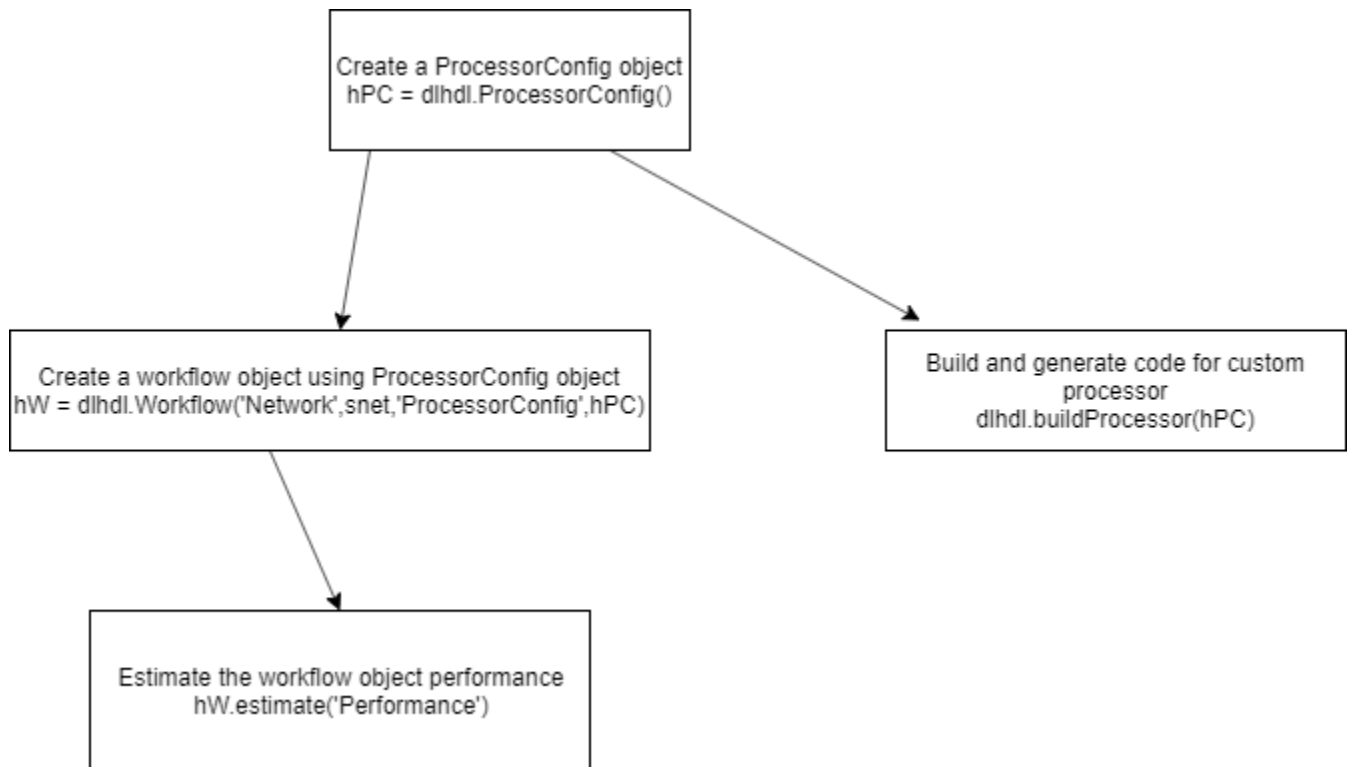 Create a ProcessorConfig object
hPC = dlhdl.ProcessorConfig()
Create a workflow object using ProcessorConfig object
hW = dlhdl.Workflow('Network',snet,'ProcessorConfig',hPC)
Build and generate code for custom
processor
dlhdl.buildProcessor(hPC)
Estimate the workflow object performance
hW.estimate('Performance')